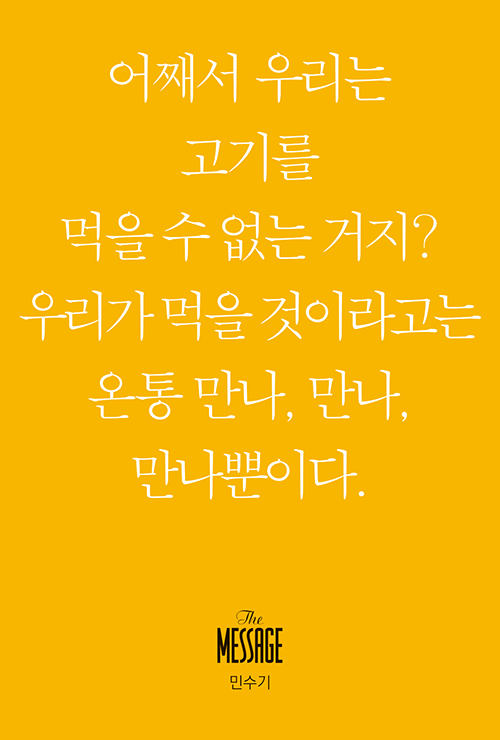 어째서 우리는
고기를
먹을 수 없는 거지?
우리가 먹을 것이라고는
온통 만나, 만나,
만나뿐이다.
The
MESSAGE
민수기